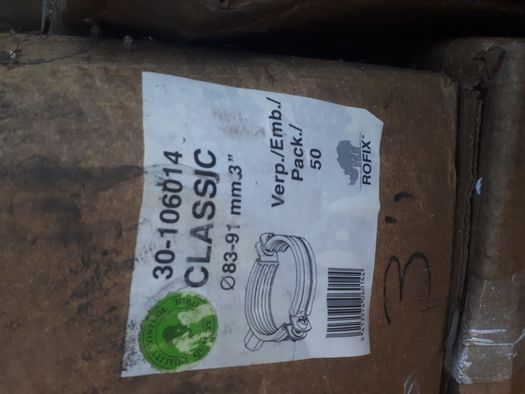 30-106014
CLASSIC
Ø83-91 mm 3"
Verp./Emb./
Pack./
50
ROFIX®
3"